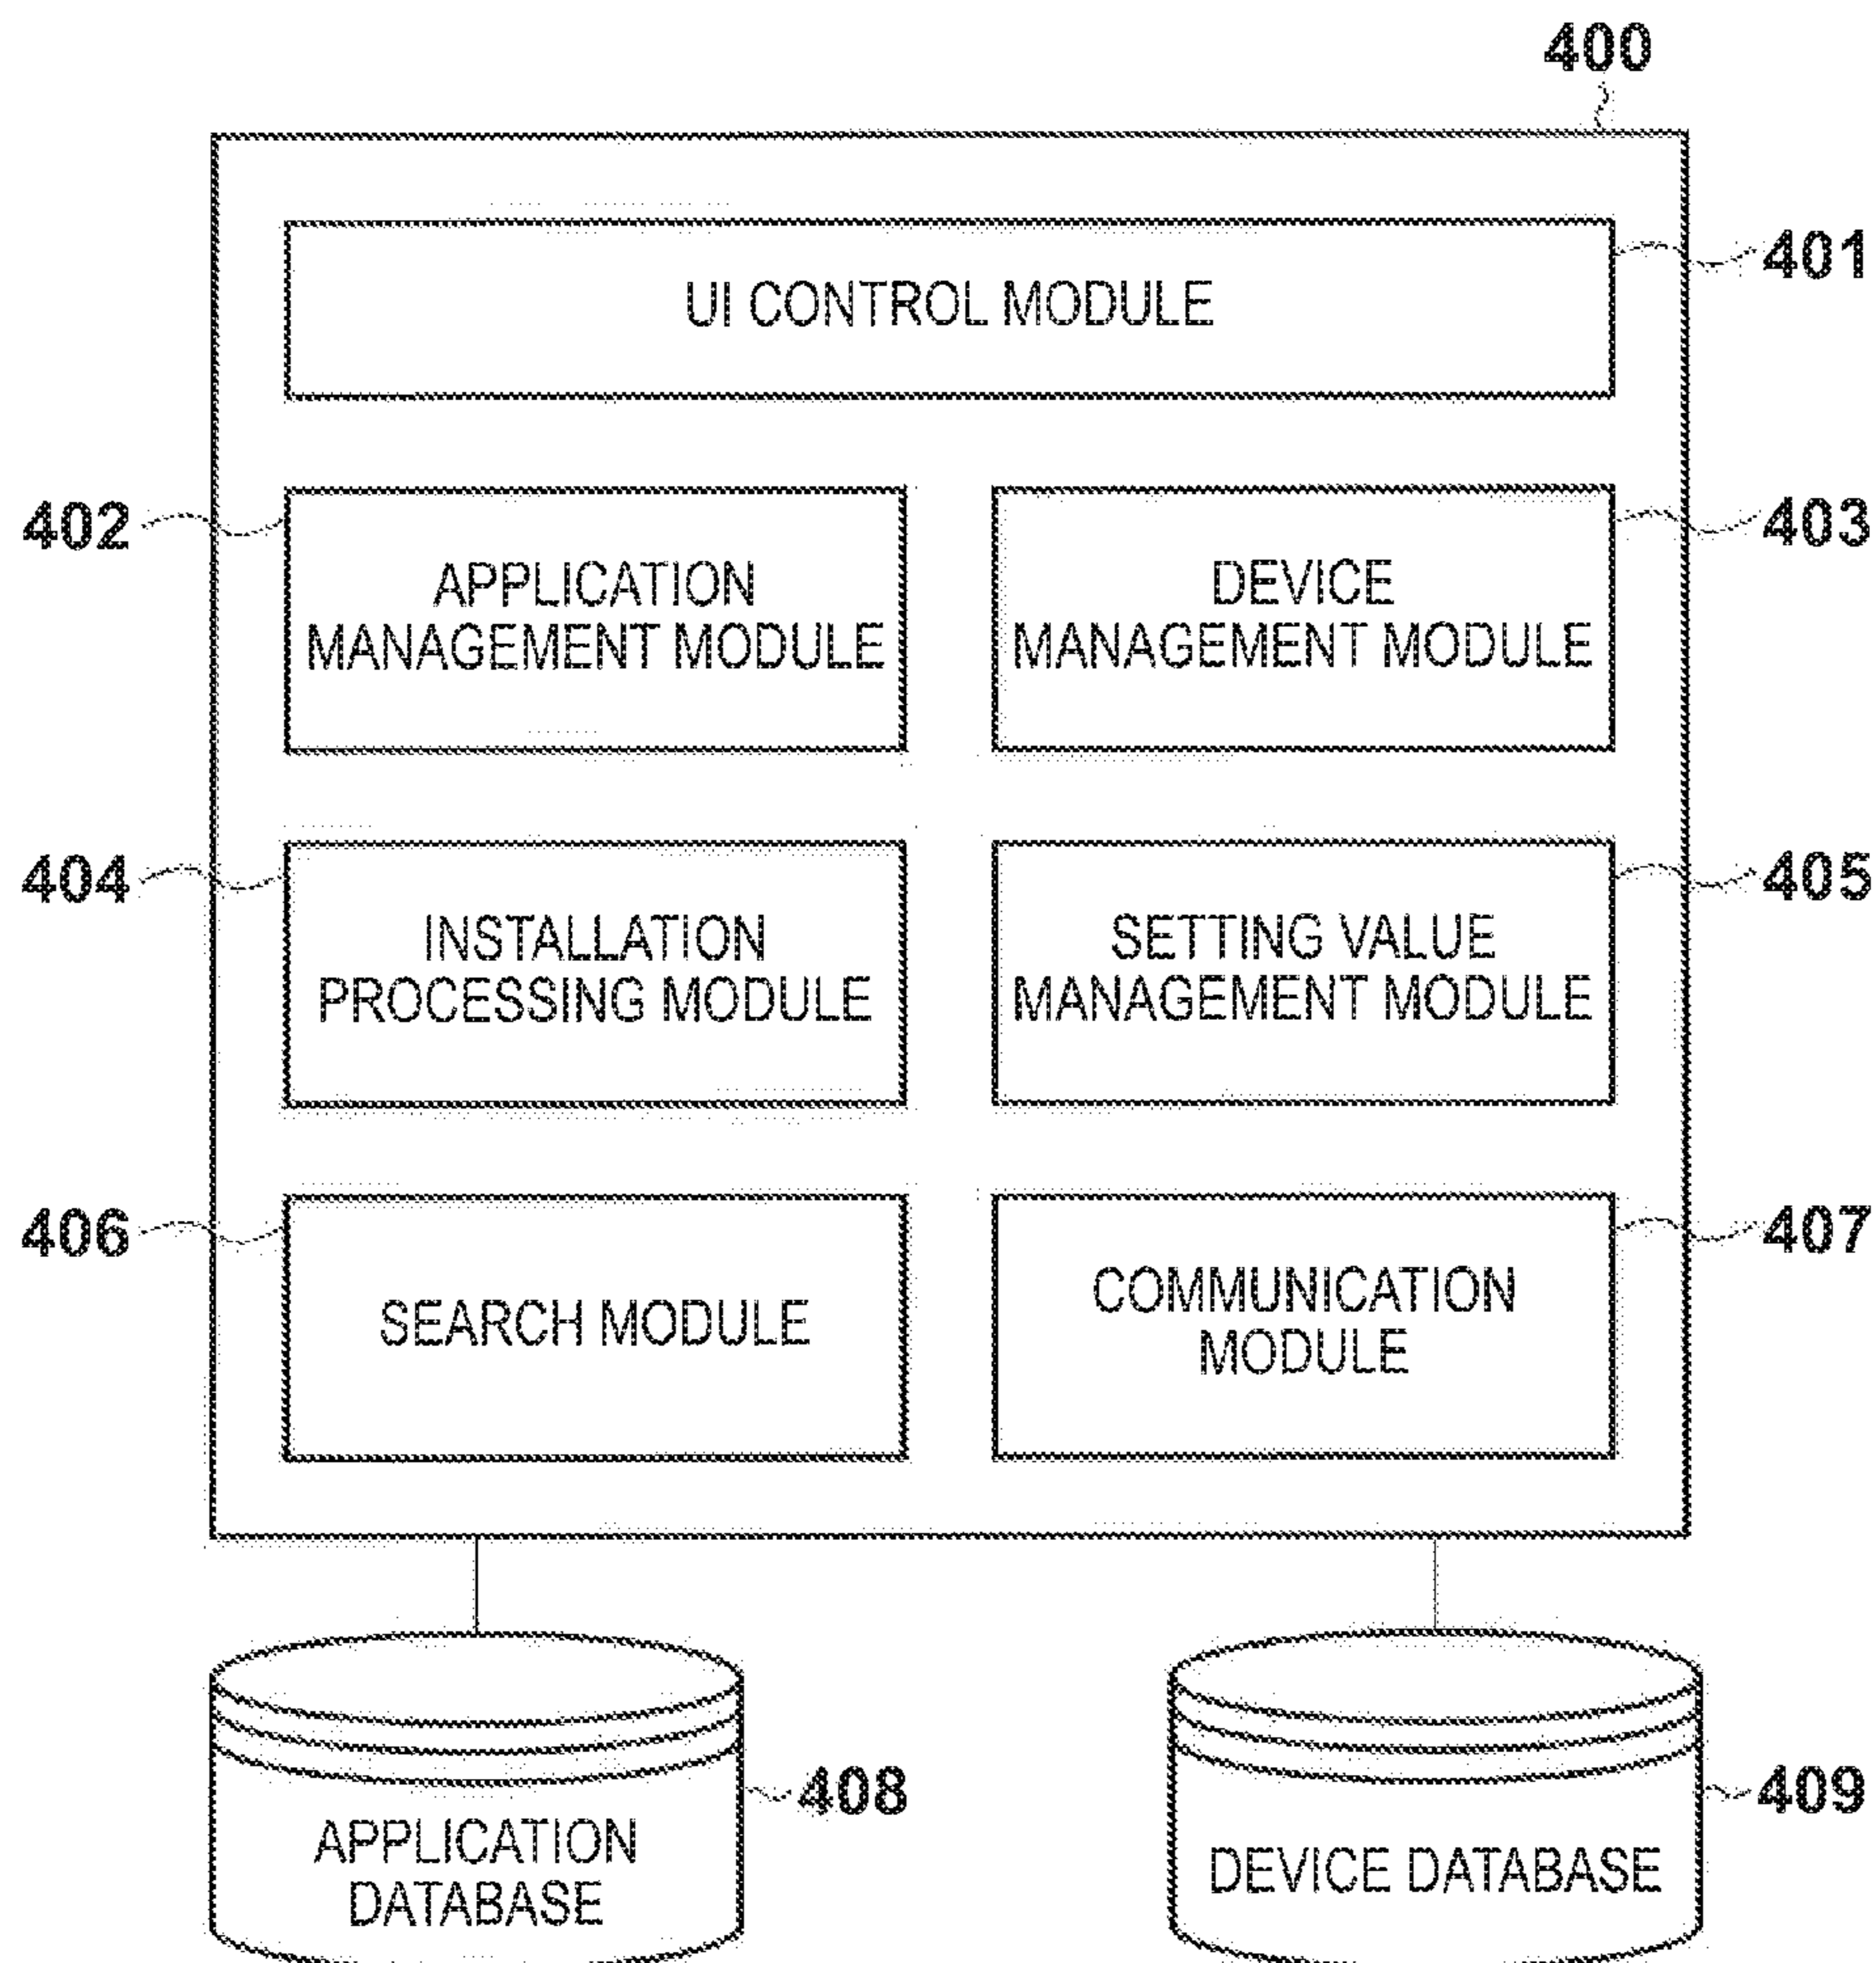 400
401
UI CONTROL MODULE
402
APPLICATION
MANAGEMENT MODULE
403
DEVICE
MANAGEMENT MODULE
404
INSTALLATION
PROCESSING MODULE
405
SETTING VALUE
MANAGEMENT MODULE
406
SEARCH MODULE
407
COMMUNICATION
MODULE
408
APPLICATION
DATABASE
409
DEVICE DATABASE